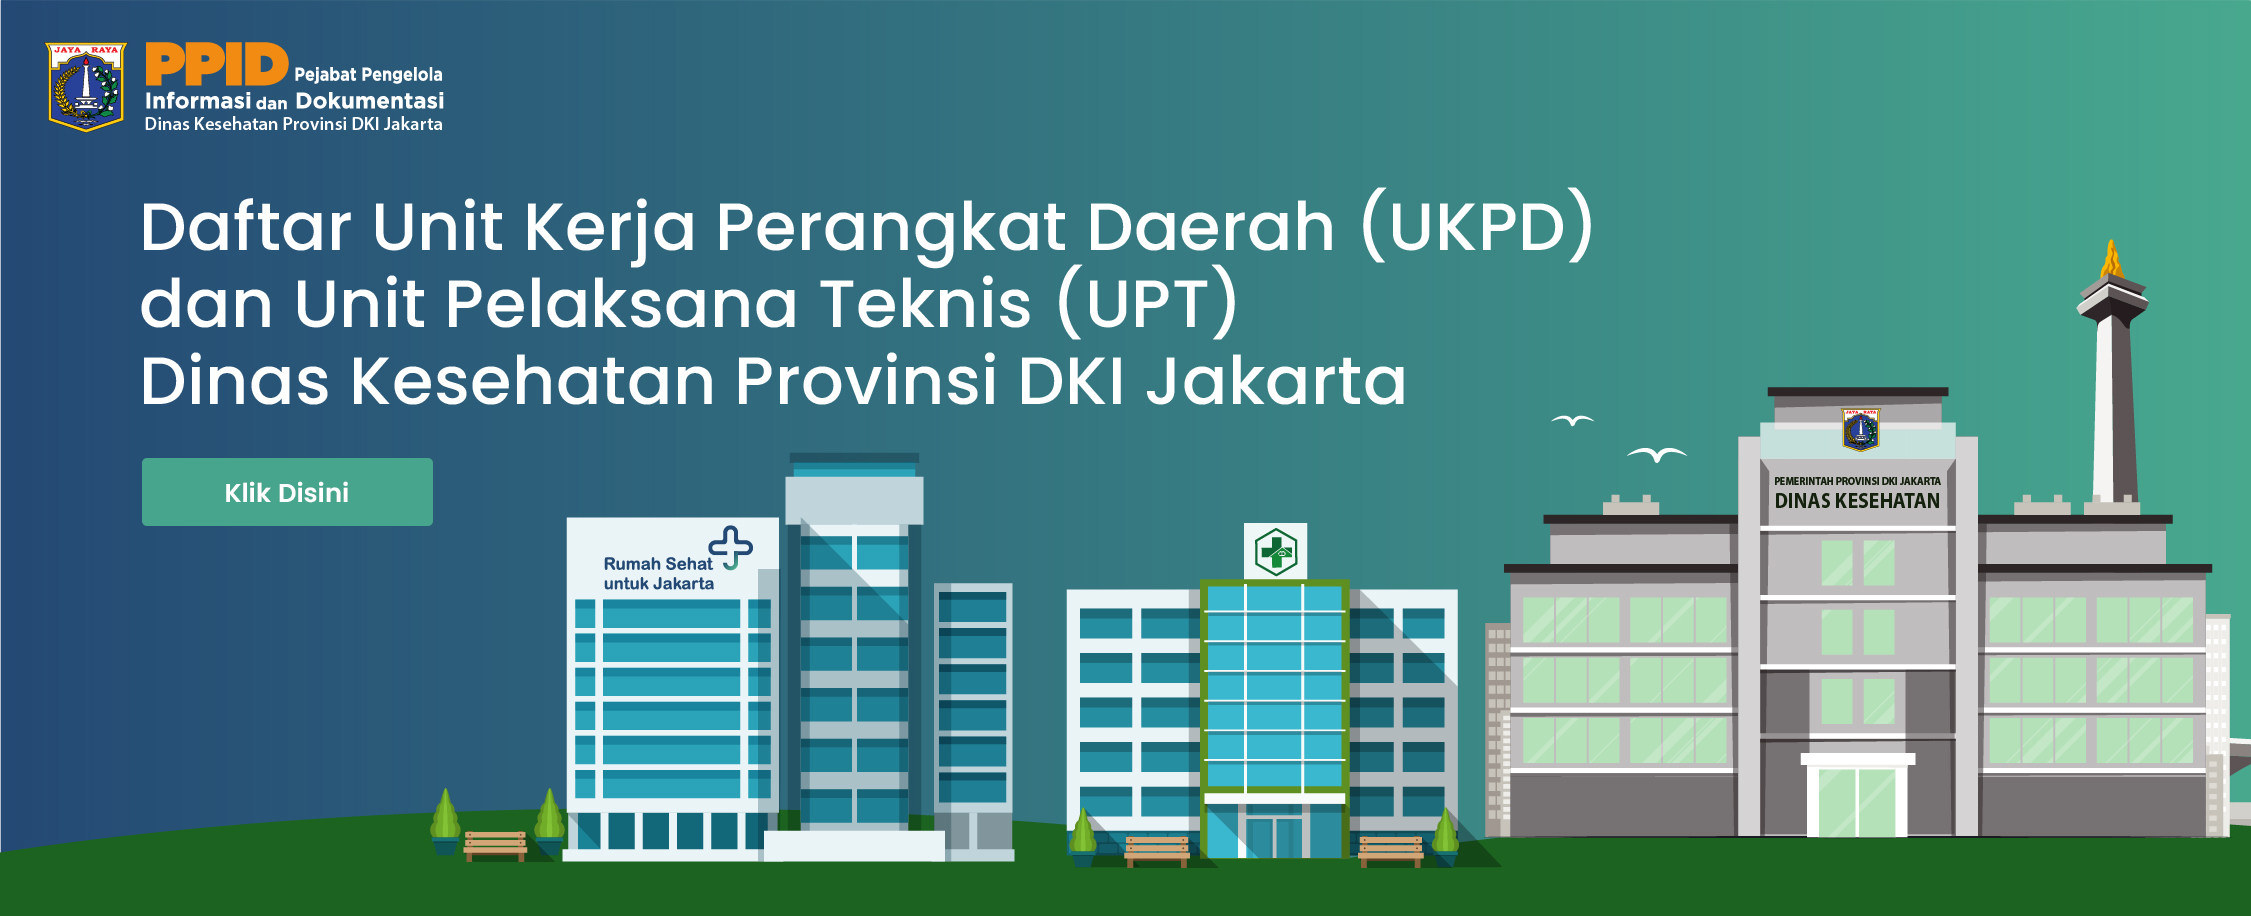 JAYA RAYA
PPID Pejabat Pengelola
Informasi dan Dokumentasi
Dinas Kesehatan Provinsi DKI Jakarta
Daftar Unit Kerja Perangkat Daerah (UKPD)
dan Unit Pelaksana Teknis (UPT)
Dinas Kesehatan Provinsi DKI Jakarta
Klik Disini
Rumah Sehat
untuk Jakarta
JAYA RAYA
PEMERINTAH PROVINSI DKI JAKARTA
DINAS KESEHATAN